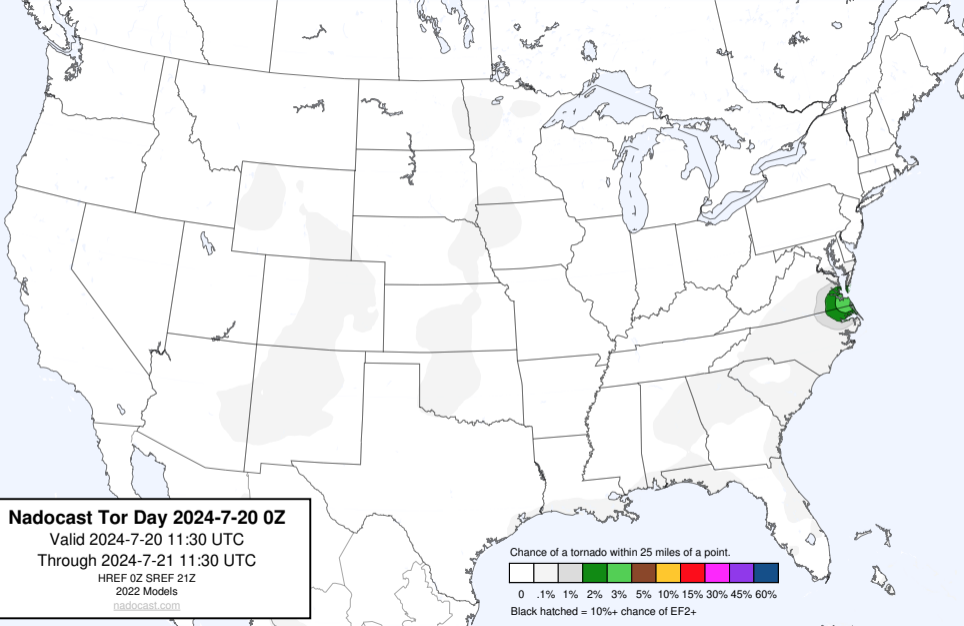 Nadocast Tor Day 2024-7-20 0Z
Valid 2024-7-20 11:30 UTC
Through 2024-7-21 11:30 UTC
HREF 0Z SREF 21Z
2022 Models
nadocast.com
Chance of a tornado within 25 miles of a point.
0 .1% 1% 2% 3% 5% 10% 15% 30% 45% 60%
Black hatched = 10%+ chance of EF2+